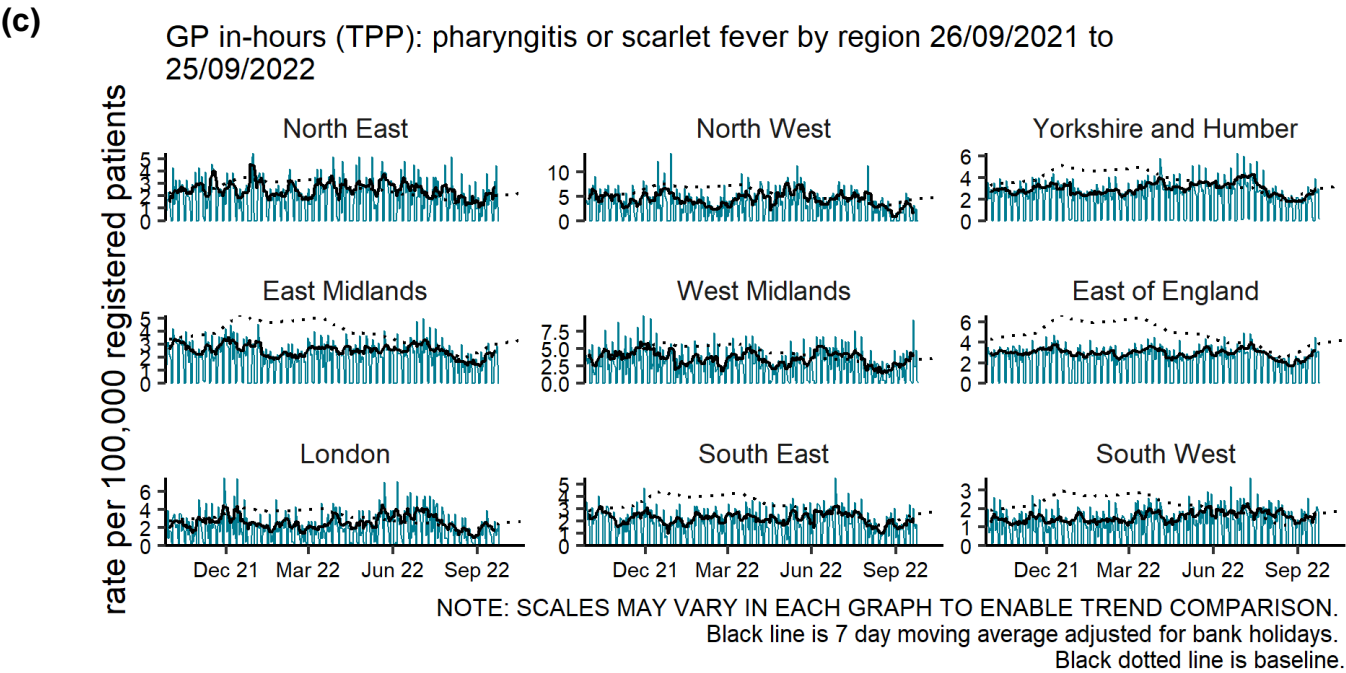 (c)
GP in-hours (TPP): pharyngitis or scarlet fever by region 26/09/2021 to
25/09/2022
rate per 100,000 registered patients
North East
North West
Yorkshire and Humber
5
4
3
2
1
0
10
5
0
6
4
2
0
East Midlands
West Midlands
East of England
5
4
3
2
1
0
7.5
5.0
2.5
0.0
6
4
2
0
London
South East
South West
6
4
2
0
5
4
3
2
1
0
3
2
1
0
Dec 21 Mar 22 Jun 22 Sep 22
Dec 21 Mar 22 Jun 22 Sep 22
Dec 21 Mar 22 Jun 22 Sep 22
NOTE: SCALES MAY VARY IN EACH GRAPH TO ENABLE TREND COMPARISON.
Black line is 7 day moving average adjusted for bank holidays.
Black dotted line is baseline.